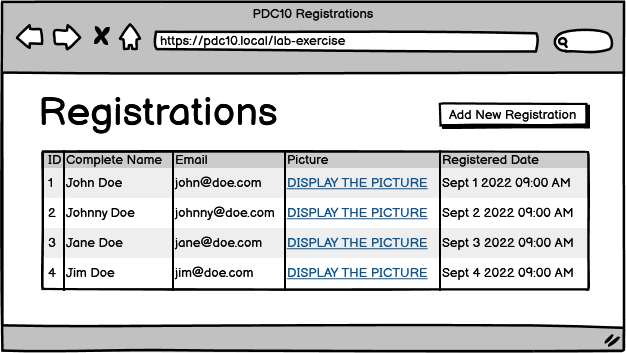 PDC10 Registrations
https://pdc10.local/lab-exercise
Registrations
Add New Registration
ID Complete Name Email Picture Registered Date
1 John Doe john@doe.com DISPLAY THE PICTURE Sept 1 2022 09:00 AM
2 Johnny Doe johnny@doe.com DISPLAY THE PICTURE Sept 2 2022 09:00 AM
3 Jane Doe jane@doe.com DISPLAY THE PICTURE Sept 3 2022 09:00 AM
4 Jim Doe jim@doe.com DISPLAY THE PICTURE Sept 4 2022 09:00 AM